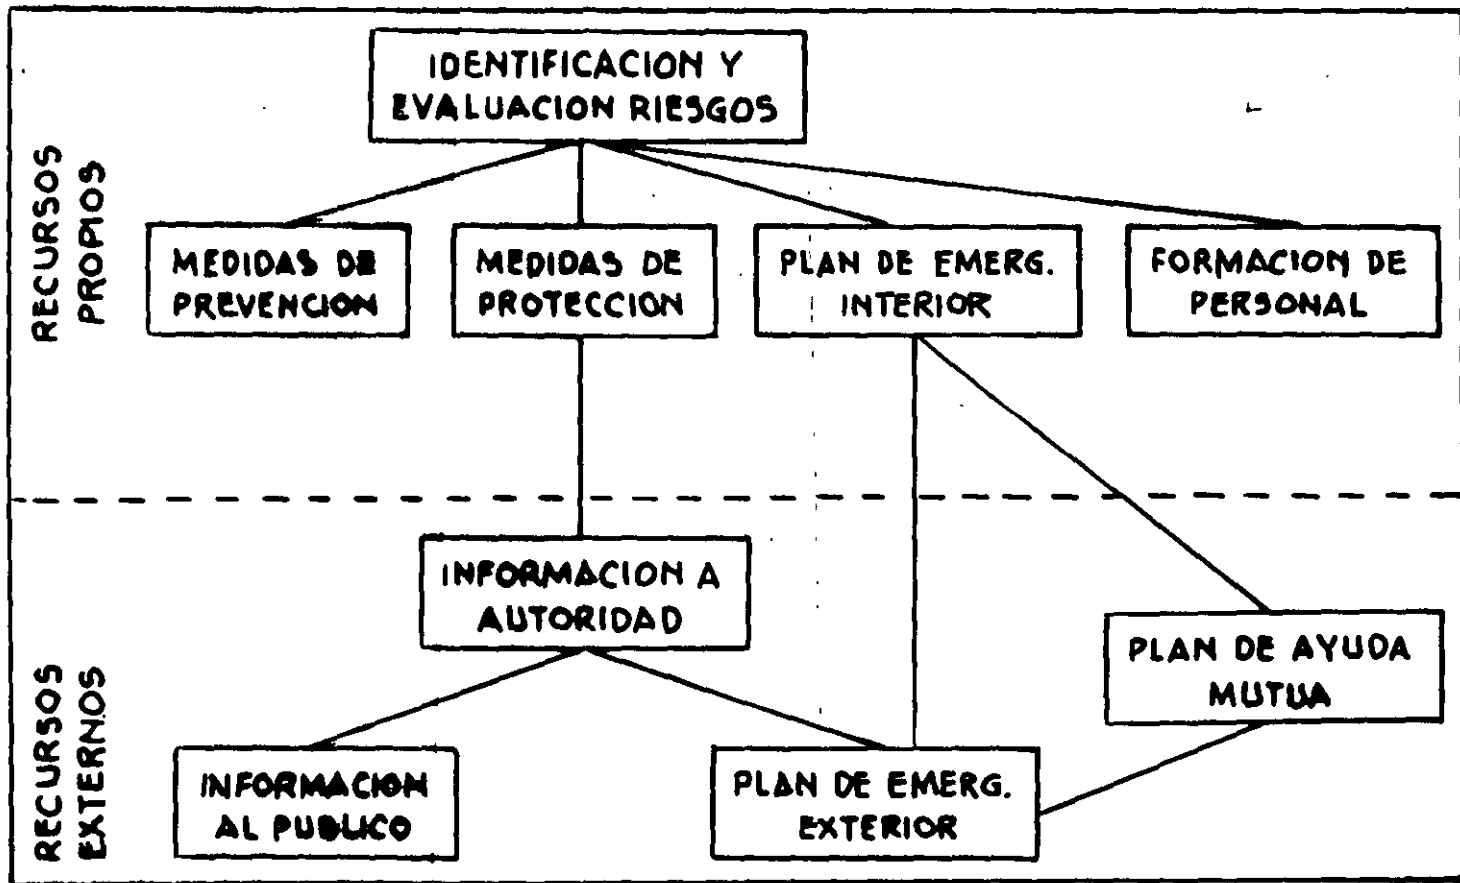 IDENTIFICACION Y
EVALUACION RIESGOS
RECURSOS
PROPIOS
MEDIDAS DE
PREVENCION
MEDIDAS DE
PROTECCION
PLAN DE EMERG.
INTERIOR
FORMACION DE
PERSONAL
INFORMACION A
AUTORIDAD
PLAN DE AYUDA
MUTUA
RECURSOS
EXTERNOS
INFORMACION
AL PUBLICO
PLAN DE EMERG.
EXTERIOR